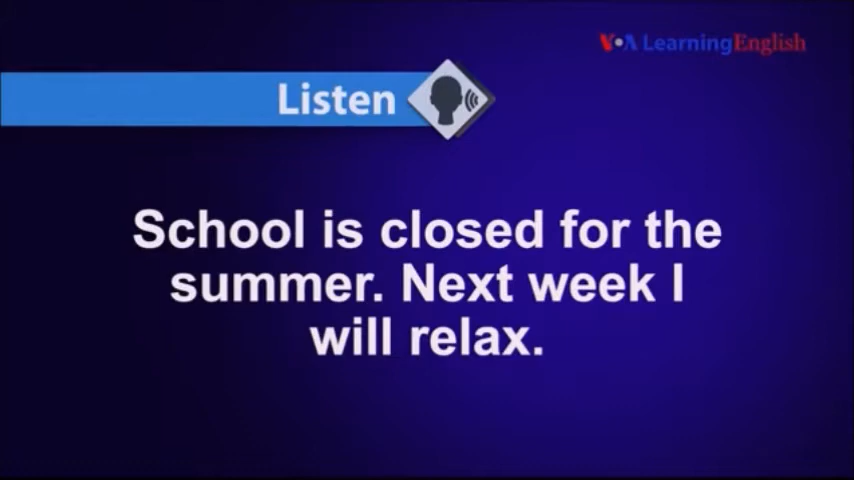 VOA LearningEnglish
Listen
School is closed for the
summer. Next week I
will relax.